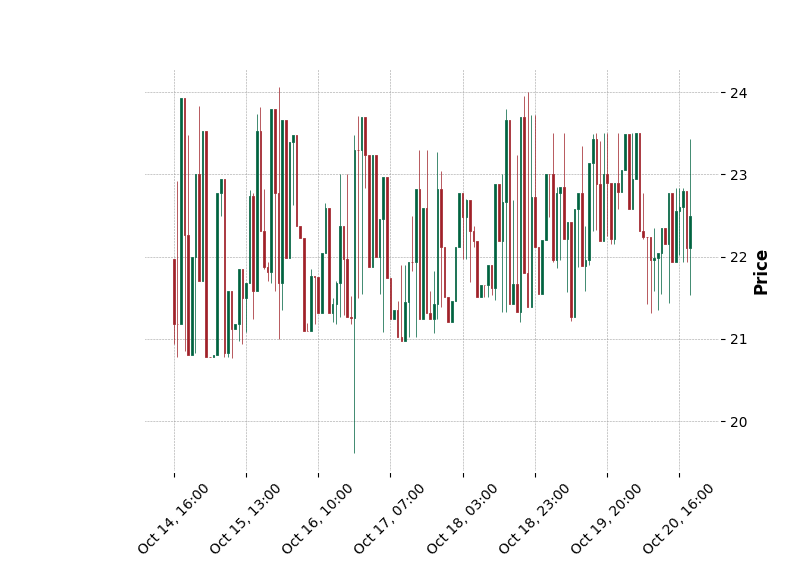 24
23
22
21
20
Price
Oct 14, 16:00
Oct 15, 13:00
Oct 16, 10:00
Oct 17, 07:00
Oct 18, 03:00
Oct 18, 23:00
Oct 19, 20:00
Oct 20, 16:00